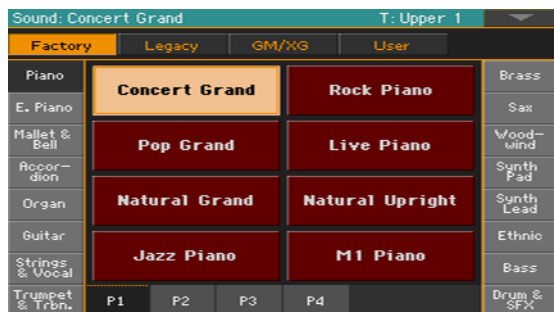 Sound: Concert Grand T: Upper 1
Factory Legacy GM/XG User
Piano
E. Piano
Mallet &
Bell
Accor-
dion
Organ
Guitar
Strings
& Vocal
Trumpet
& Trbn.
Concert Grand Rock Piano
Pop Grand Live Piano
Natural Grand Natural Upright
Jazz Piano M1 Piano
P1 P2 P3 P4
Brass
Sax
Wood-
wind
Synth
Pad
Synth
Lead
Ethnic
Bass
Drum &
SFX